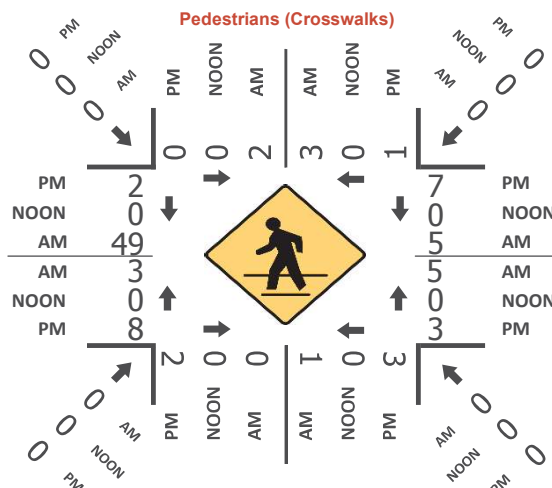 Pedestrians (Crosswalks)
0 PM
0 NOON
0 AM
PM NOON AM AM NOON PM
PM 0
NOON 0
AM 0
0 0 2 3 0 1
PM 2 7 PM
NOON 0 0 NOON
AM 49 5 AM
AM 3 5 AM
NOON 0 0 NOON
PM 8 3 PM
2 0 0 1 0 3
PM NOON AM AM NOON PM
0 AM
0 NOON
0 PM
AM 0
NOON 0
PM 0